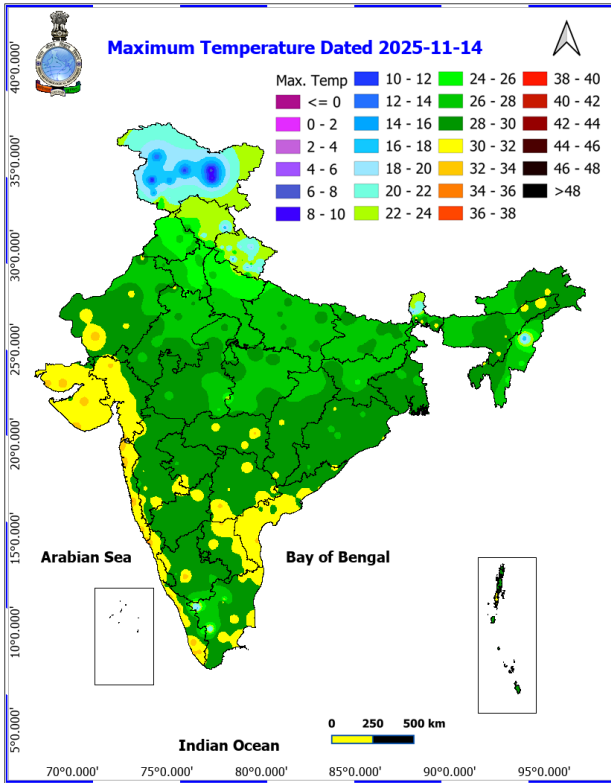 Maximum Temperature Dated 2025-11-14
Max. Temp
<= 0
0 - 2
2 - 4
4 - 6
6 - 8
8 - 10
10 - 12
12 - 14
14 - 16
16 - 18
18 - 20
20 - 22
22 - 24
24 - 26
26 - 28
28 - 30
30 - 32
32 - 34
34 - 36
36 - 38
38 - 40
40 - 42
42 - 44
44 - 46
46 - 48
>48
40°0.000'
35°0.000'
30°0.000'
25°0.000'
20°0.000'
15°0.000'
10°0.000'
5°0.000'
Arabian Sea
Bay of Bengal
Indian Ocean
0 250 500 km
70°0.000' 75°0.000' 80°0.000' 85°0.000' 90°0.000' 95°0.000'